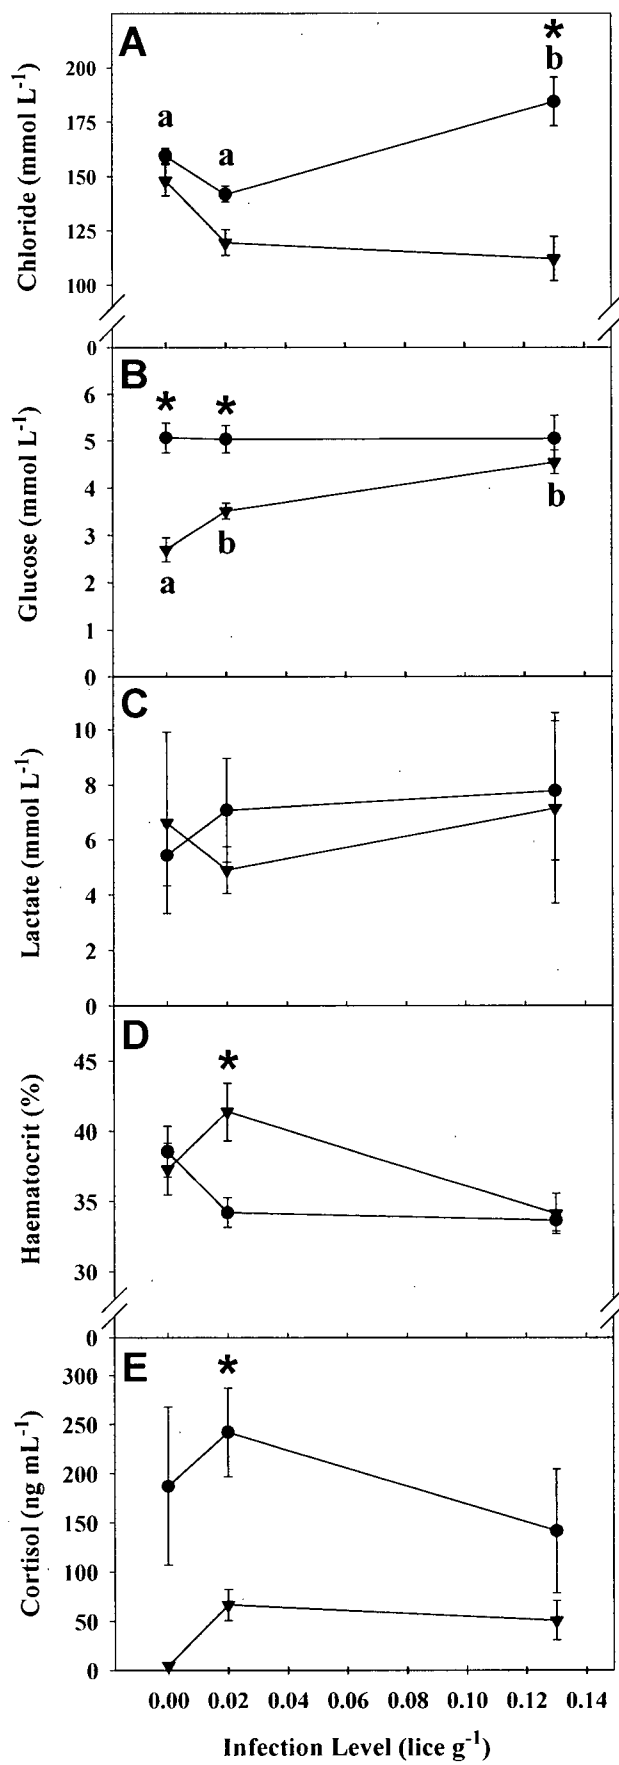 A
*
b
a
a
Chloride (mmol L-1)
200
175
150
125
100
0
B
*
*
b
b
a
Glucose (mmol L-1)
6
5
4
3
2
1
0
C
Lactate (mmol L-1)
10
8
6
4
2
0
D
*
Haematocrit (%)
45
40
35
30
0
E
*
Cortisol (ng mL-1)
300
250
200
150
100
50
0
0.00 0.02 0.04 0.06 0.08 0.10 0.12 0.14
Infection Level (lice g-1)